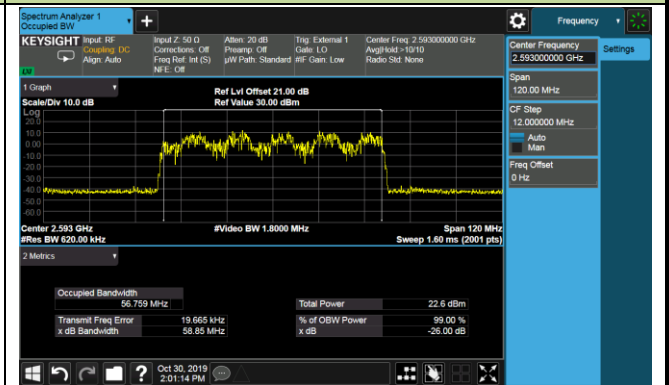 Spectrum Analyzer 1
Occupied BW
+
Frequency
KEYSIGHT
Input: RF
Coupling: DC
Align: Auto
LXI
Input Z: 50 Ω
Corrections: Off
Freq Ref: Int (S)
NFE: Off
Atten: 20 dB
Preamp: Off
µW Path: Standard
Trig: External 1
Gate: LO
#IF Gain: Low
Center Freq: 2.593000000 GHz
Avg|Hold:>10/10
Radio Std: None
Center Frequency
2.593000000 GHz
Settings
Span
120.00 MHz
CF Step
12.000000 MHz
Auto
Man
Freq Offset
0 Hz
1 Graph
Scale/Div 10.0 dB
Ref Lvl Offset 21.00 dB
Ref Value 30.00 dBm
Log
20.0
10.0
0.00
-10.0
-20.0
-30.0
-40.0
-50.0
-60.0
Center 2.593 GHz
#Video BW 1.8000 MHz
Span 120 MHz
#Res BW 620.00 kHz
Sweep 1.60 ms (2001 pts)
2 Metrics
Occupied Bandwidth
56.759 MHz
Total Power
22.6 dBm
Transmit Freq Error
19.665 kHz
% of OBW Power
99.00 %
x dB Bandwidth
58.85 MHz
x dB
-26.00 dB
?
Oct 30, 2019
2:01:14 PM